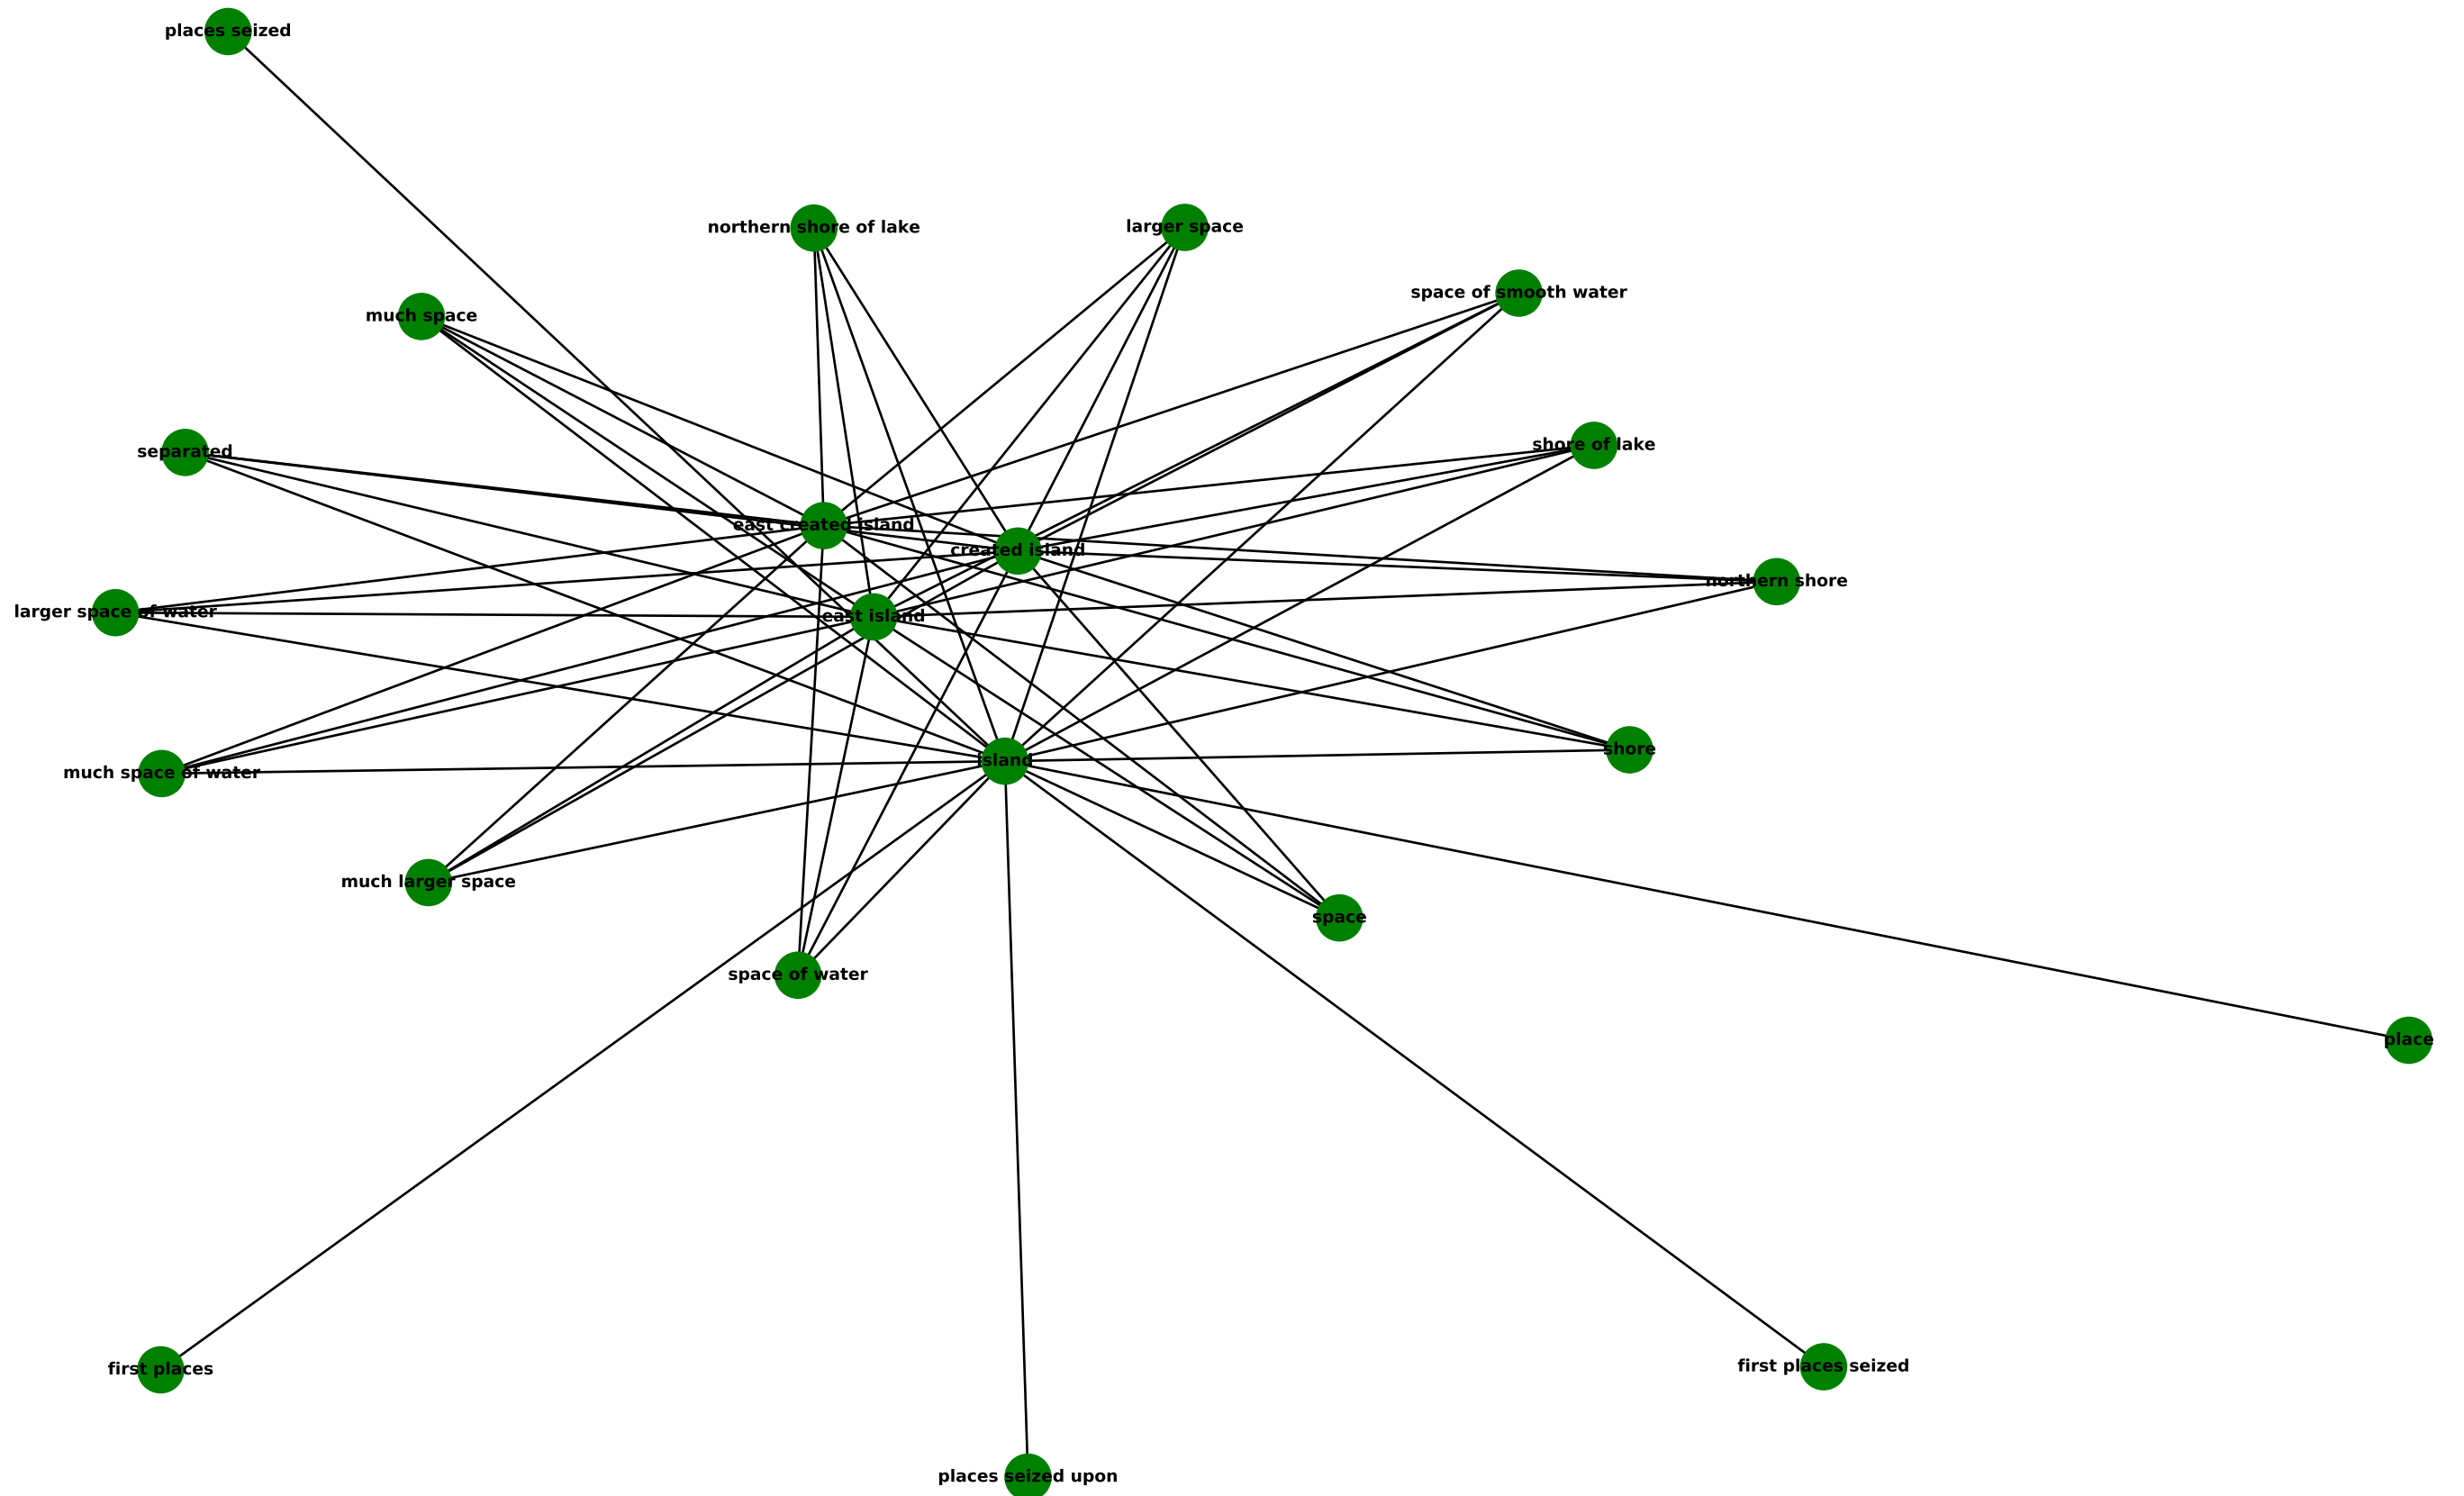 places seized
northern shore of lake
larger space
space of smooth water
much space
shore of lake
separated
east created island
created island
northern shore
larger space of water
east island
shore
island
much space of water
much larger space
space
space of water
place
first places
first places seized
places seized upon